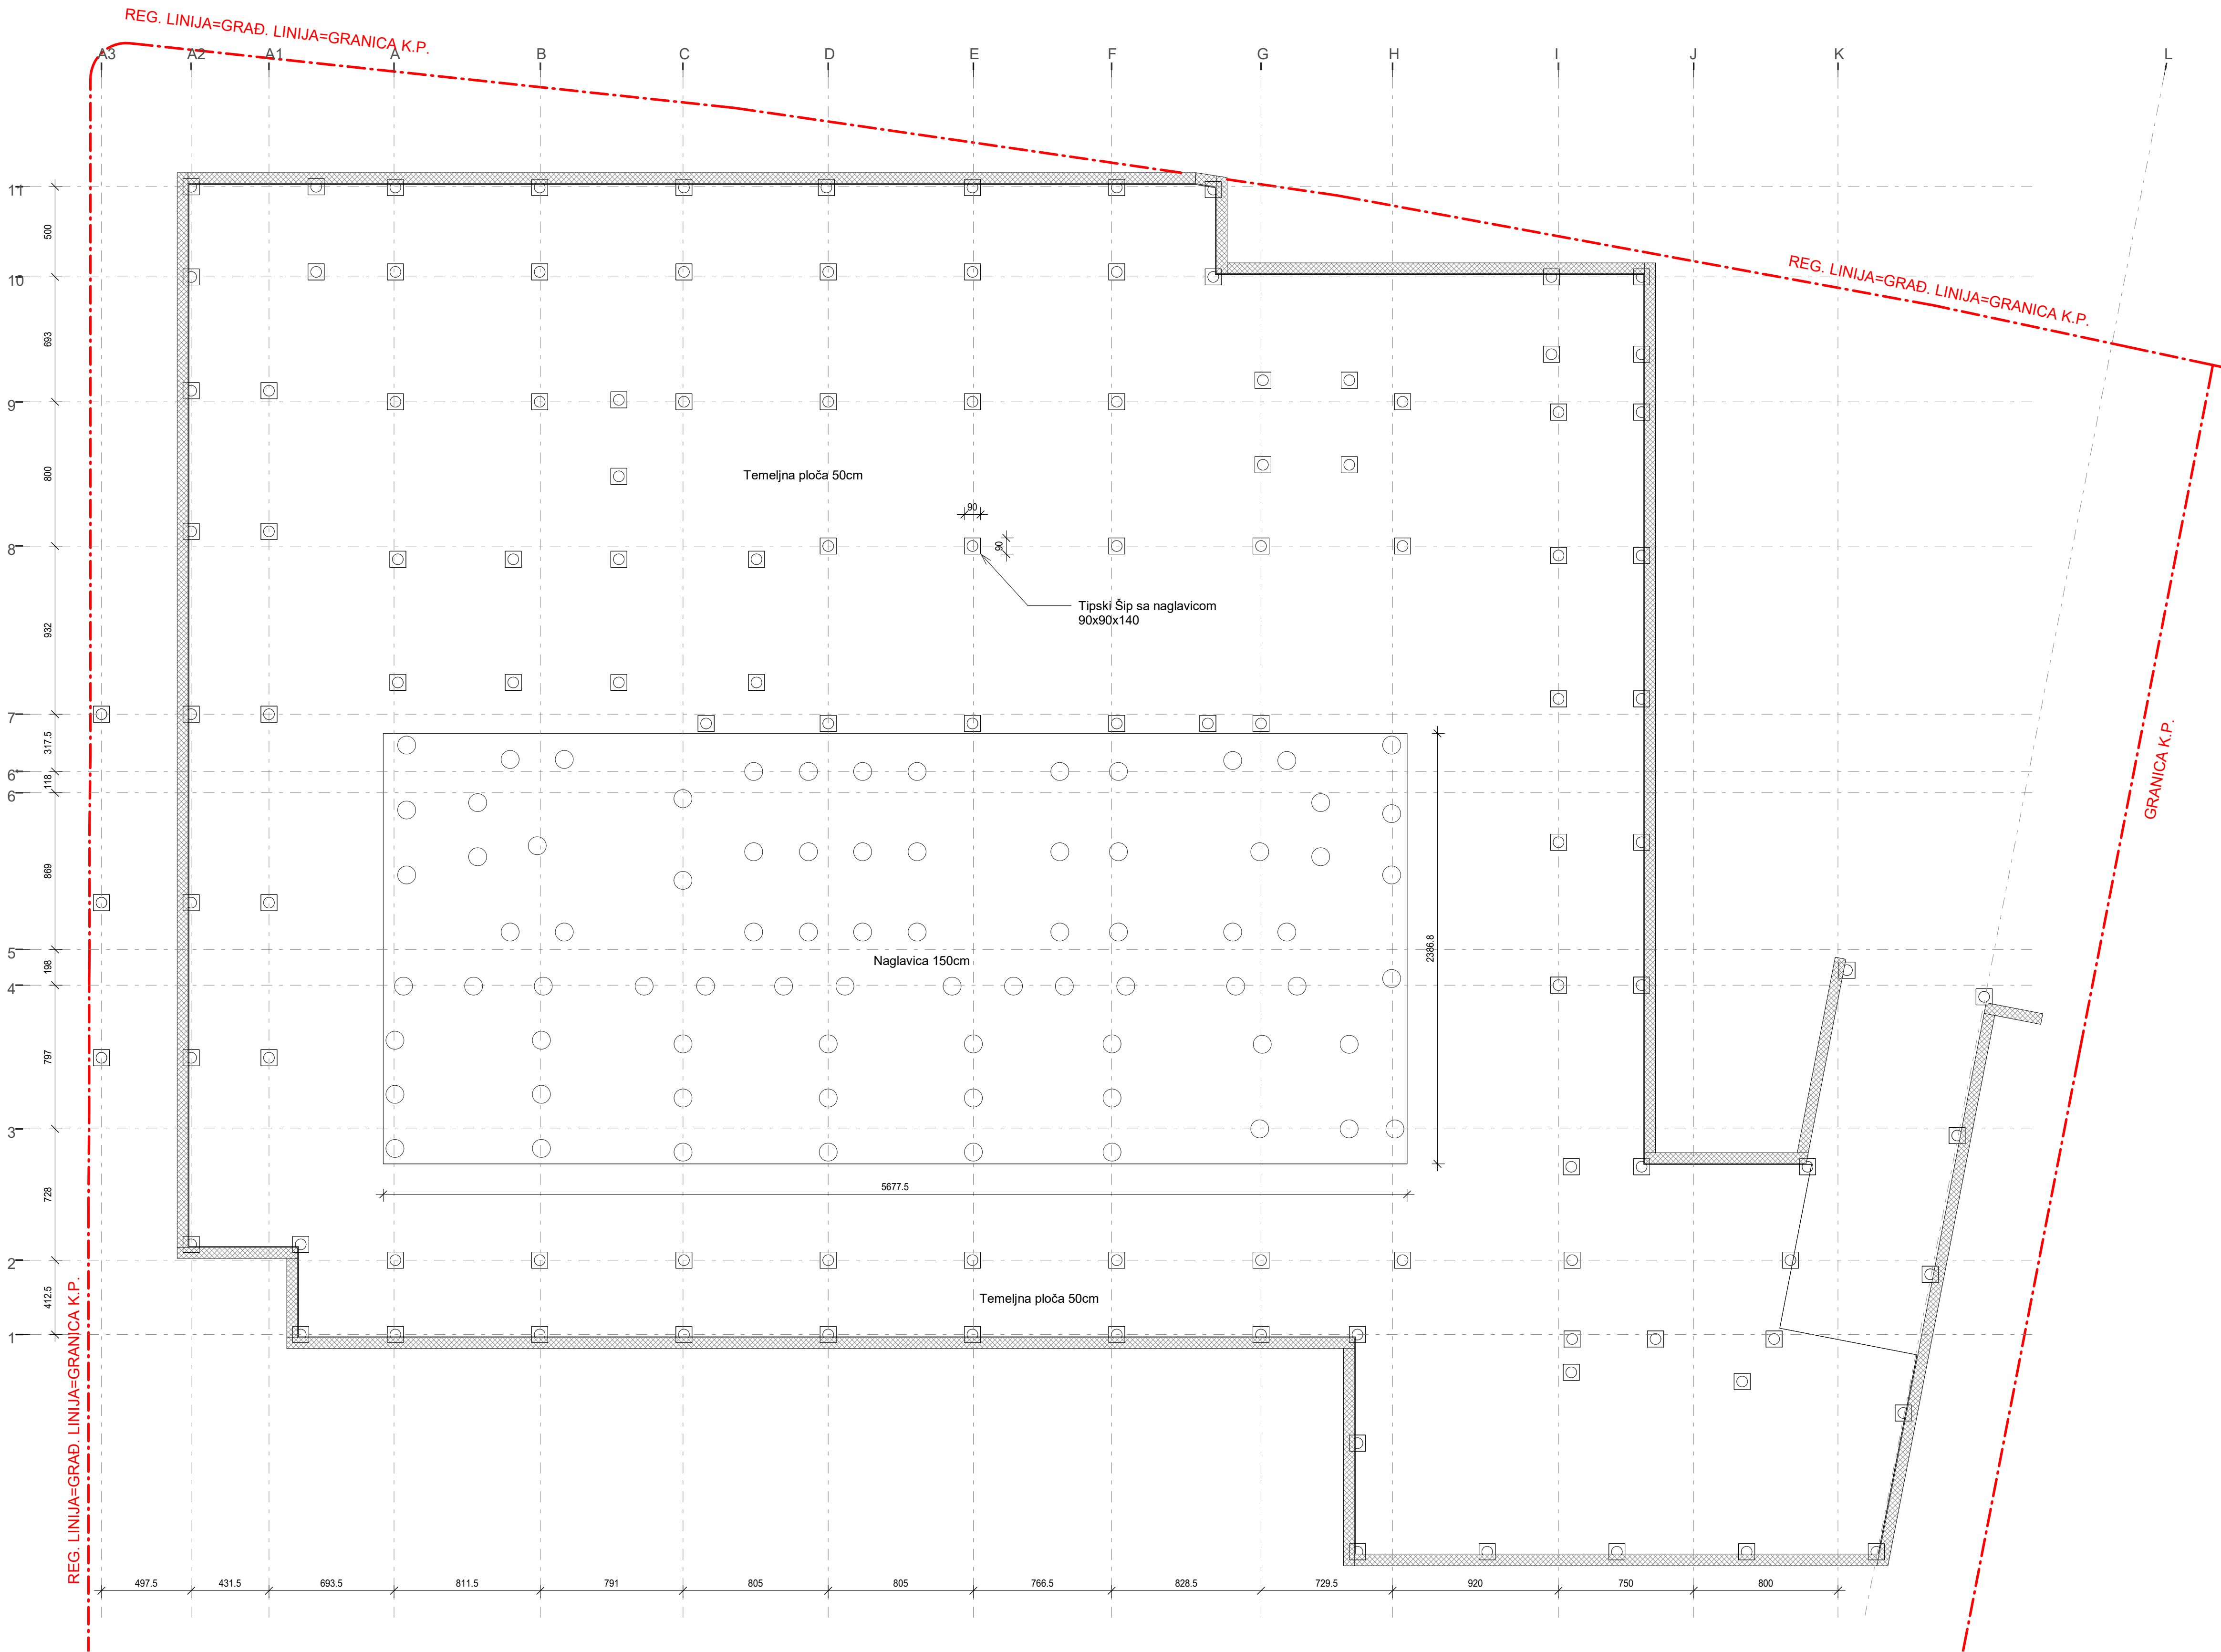 REG. LINIJA=GRAĐ. LINIJA=GRANICA K.P.
A3 A2 A1 A B C D E F G H I J K L
11
500
10
REG. LINIJA=GRAĐ. LINIJA=GRANICA K.P.
693
9
800
Temeljna ploča 50cm
90
8
90
Tipski Šip sa naglavicom
90x90x140
932
7
317.5
6'
118
6
GRANICA K.P.
869
5
198
Naglavica 150cm
2386.8
4
797
3
728
5677.5
2
412.5
Temeljna ploča 50cm
1
REG. LINIJA=GRAĐ. LINIJA=GRANICA K.P.
497.5 431.5 693.5 811.5 791 805 805 766.5 828.5 729.5 920 750 800